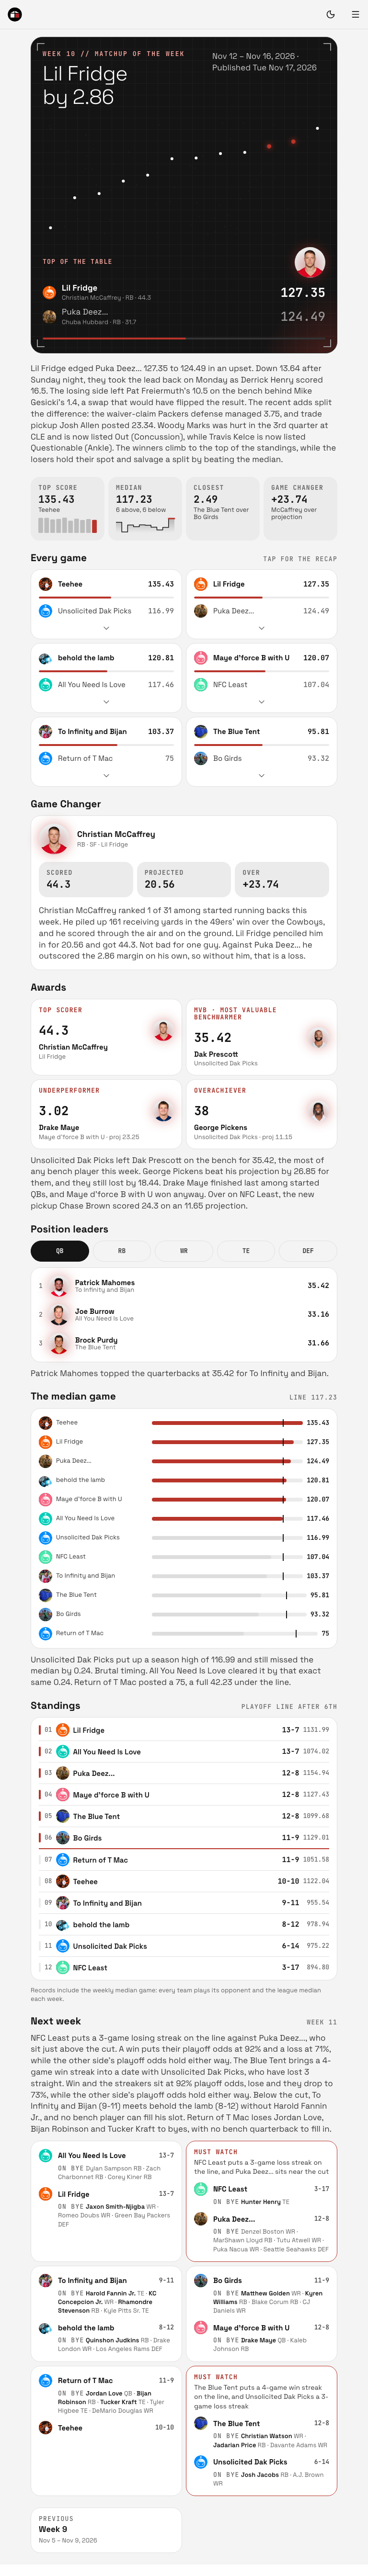 WEEK 10 // MATCHUP OF THE WEEK
Lil Fridge
by 2.86
Nov 12 – Nov 16, 2026 ·
Published Tue Nov 17, 2026
TOP OF THE TABLE
Lil Fridge
Christian McCaffrey · RB · 44.3
127.35
Puka Deez...
Chuba Hubbard · RB · 31.7
124.49
Lil Fridge edged Puka Deez... 127.35 to 124.49 in an upset. Down 13.64 after
Sunday night, they took the lead back on Monday as Derrick Henry scored
16.5. The losing side left Pat Freiermuth's 10.5 on the bench behind Mike
Gesicki's 1.4, a swap that would have flipped the result. The recent adds split
the difference: the waiver-claim Packers defense managed 3.75, and trade
pickup Josh Allen posted 23.34. Woody Marks was hurt in the 3rd quarter at
CLE and is now listed Out (Concussion), while Travis Kelce is now listed
Questionable (Ankle). The winners climb to the top of the standings, while the
losers hold their spot and salvage a split by beating the median.
TOP SCORE
135.43
Teehee
MEDIAN
117.23
6 above, 6 below
CLOSEST
2.49
The Blue Tent over
Bo Girds
GAME CHANGER
+23.74
McCaffrey over
projection
Every game
TAP FOR THE RECAP
Teehee 135.43
Unsolicited Dak Picks 116.99
Lil Fridge 127.35
Puka Deez... 124.49
behold the lamb 120.81
All You Need Is Love 117.46
Maye d'force B with U 120.07
NFC Least 107.04
To Infinity and Bijan 103.37
Return of T Mac 75
The Blue Tent 95.81
Bo Girds 93.32
Game Changer
Christian McCaffrey
RB · SF · Lil Fridge
SCORED
44.3
PROJECTED
20.56
OVER
+23.74
Christian McCaffrey ranked 1 of 31 among starting running backs this
week. He piled up 161 receiving yards in the 49ers' win over the Cowboys,
and he scored through the air and on the ground. Lil Fridge penciled him
in for 20.56 and got 44.3. Not bad for one guy. Against Puka Deez... he
outscored the 2.86 margin on his own, so without him, that is a loss.
Awards
TOP SCORER
44.3
Christian McCaffrey
Lil Fridge
MVB · MOST VALUABLE
BENCHWARMER
35.42
Dak Prescott
Unsolicited Dak Picks
UNDERPERFORMER
3.02
Drake Maye
Maye d'force B with U · proj 23.25
OVERACHIEVER
38
George Pickens
Unsolicited Dak Picks · proj 11.15
Unsolicited Dak Picks left Dak Prescott on the bench for 35.42, the most of
any bench player this week. George Pickens beat his projection by 26.85 for
them, and they still lost by 18.44. Drake Maye finished last among started
QBs, and Maye d'force B with U won anyway. Over on NFC Least, the new
pickup Chase Brown scored 24.3 on an 11.65 projection.
Position leaders
QB
RB
WR
TE
DEF
1 Patrick Mahomes 35.42
To Infinity and Bijan
2 Joe Burrow 33.16
All You Need Is Love
3 Brock Purdy 31.66
The Blue Tent
Patrick Mahomes topped the quarterbacks at 35.42 for To Infinity and Bijan.
The median game
LINE 117.23
Teehee 135.43
Lil Fridge 127.35
Puka Deez... 124.49
behold the lamb 120.81
Maye d'force B with U 120.07
All You Need Is Love 117.46
Unsolicited Dak Picks 116.99
NFC Least 107.04
To Infinity and Bijan 103.37
The Blue Tent 95.81
Bo Girds 93.32
Return of T Mac 75
Unsolicited Dak Picks put up a season high of 116.99 and still missed the
median by 0.24. Brutal timing. All You Need Is Love cleared it by that exact
same 0.24. Return of T Mac posted a 75, a full 42.23 under the line.
Standings
PLAYOFF LINE AFTER 6TH
01 Lil Fridge 13-7 1131.99
02 All You Need Is Love 13-7 1074.02
03 Puka Deez... 12-8 1154.94
04 Maye d'force B with U 12-8 1127.43
05 The Blue Tent 12-8 1099.68
06 Bo Girds 11-9 1129.01
07 Return of T Mac 11-9 1051.58
08 Teehee 10-10 1122.04
09 To Infinity and Bijan 9-11 955.54
10 behold the lamb 8-12 978.94
11 Unsolicited Dak Picks 6-14 975.22
12 NFC Least 3-17 894.80
Records include the weekly median game: every team plays its opponent and the league median
each week.
Next week
WEEK 11
NFC Least puts a 3-game losing streak on the line against Puka Deez..., who
sit just above the cut. A win puts their playoff odds at 92% and a loss at 71%,
while the other side's playoff odds hold either way. The Blue Tent brings a 4-
game win streak into a date with Unsolicited Dak Picks, who have lost 3
straight. Win and the streakers sit at 92% playoff odds, lose and they drop to
73%, while the other side's playoff odds hold either way. Below the cut, To
Infinity and Bijan (9-11) meets behold the lamb (8-12) without Harold Fannin
Jr., and no bench player can fill his slot. Return of T Mac loses Jordan Love,
Bijan Robinson and Tucker Kraft to byes, with no bench quarterback to fill in.
All You Need Is Love 13-7
ON BYE Dylan Sampson RB · Zach
Charbonnet RB · Corey Kiner RB
Lil Fridge 13-7
ON BYE Jaxon Smith-Njigba WR ·
Romeo Doubs WR · Green Bay Packers
DEF
MUST WATCH
NFC Least puts a 3-game loss streak on
the line, and Puka Deez... sits near the cut
NFC Least 3-17
ON BYE Hunter Henry TE
Puka Deez... 12-8
ON BYE Denzel Boston WR ·
MarShawn Lloyd RB · Tutu Atwell WR ·
Puka Nacua WR · Seattle Seahawks DEF
To Infinity and Bijan 9-11
ON BYE Harold Fannin Jr. TE · KC
Concepcion Jr. WR · Rhamondre
Stevenson RB · Kyle Pitts Sr. TE
behold the lamb 8-12
ON BYE Quinshon Judkins RB · Drake
London WR · Los Angeles Rams DEF
Bo Girds 11-9
ON BYE Matthew Golden WR · Kyren
Williams RB · Blake Corum RB · CJ
Daniels WR
Maye d'force B with U 12-8
ON BYE Drake Maye QB · Kaleb
Johnson RB
Return of T Mac 11-9
ON BYE Jordan Love QB · Bijan
Robinson RB · Tucker Kraft TE · Tyler
Higbee TE · DeMario Douglas WR
Teehee 10-10
MUST WATCH
The Blue Tent puts a 4-game win streak
on the line, and Unsolicited Dak Picks a 3-
game loss streak
The Blue Tent 12-8
ON BYE Christian Watson WR ·
Jadarian Price RB · Davante Adams WR
Unsolicited Dak Picks 6-14
ON BYE Josh Jacobs RB · A.J. Brown
WR
PREVIOUS
Week 9
Nov 5 – Nov 9, 2026